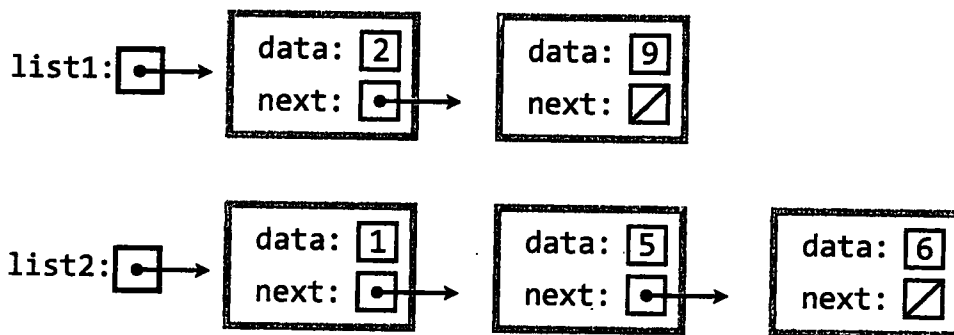 list1:
data: 2
next:
data: 9
next:
list2:
data: 1
next:
data: 5
next:
data: 6
next: